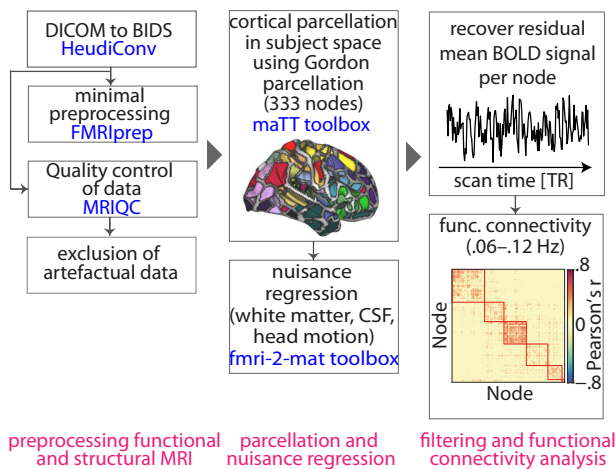 DICOM to BIDS
HeudiConv
minimal
preprocessing
FMRIprep
Quality control
of data
MRIQC
exclusion of
artefactual data
cortical parcellation
in subject space
using Gordon
parcellation
(333 nodes)
maTT toolbox
nuisance
regression
(white matter, CSF,
head motion)
fmri-2-mat toolbox
recover residual
mean BOLD signal
per node
scan time [TR]
func. connectivity
(.06–.12 Hz)
Node
Node
.8
0
–.8
Pearson's r
preprocessing functional
and structural MRI
parcellation and
nuisance regression
filtering and functional
connectivity analysis